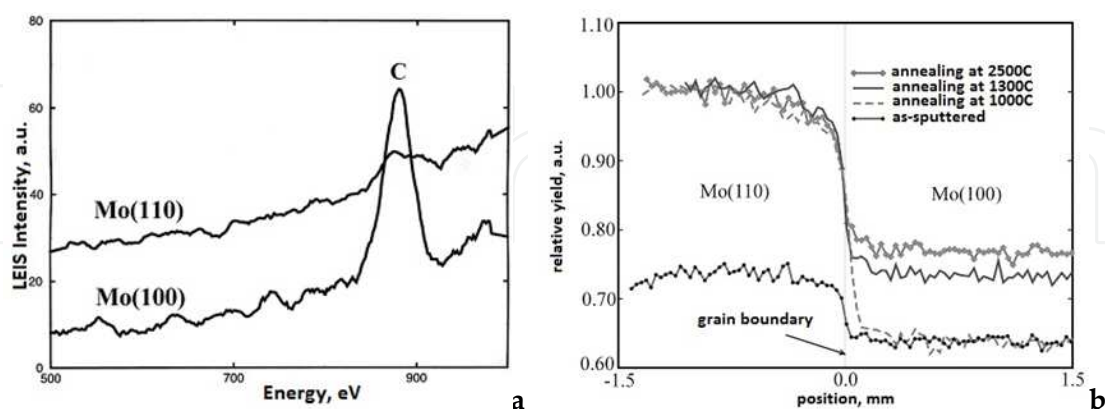 80
60
40
20
0
500
700
900
LEIS Intensity, a.u.
Energy, eV
C
Mo(110)
Mo(100)
a
1.10
1.00
0.90
0.80
0.70
0.60
-1.5
0.0
1.5
relative yield, a.u.
position, mm
annealing at 2500C
annealing at 1300C
annealing at 1000C
as-sputtered
Mo(110)
Mo(100)
grain boundary
b